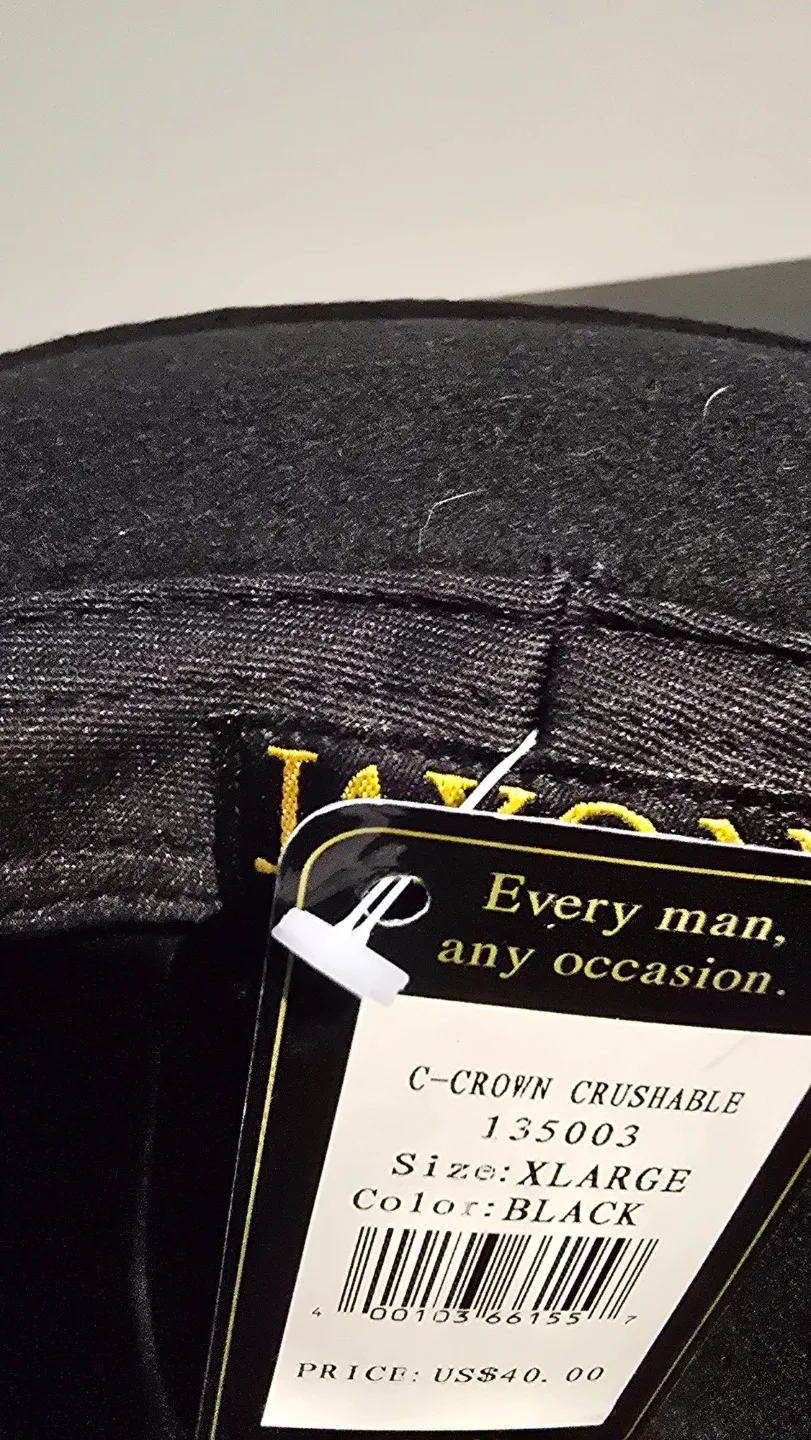 JAXON
Every man,
any occasion.
C-CROWN CRUSHABLE
135003
Size:XLARGE
Color:BLACK
4 00103 66155 7
PRICE: US$40. 00